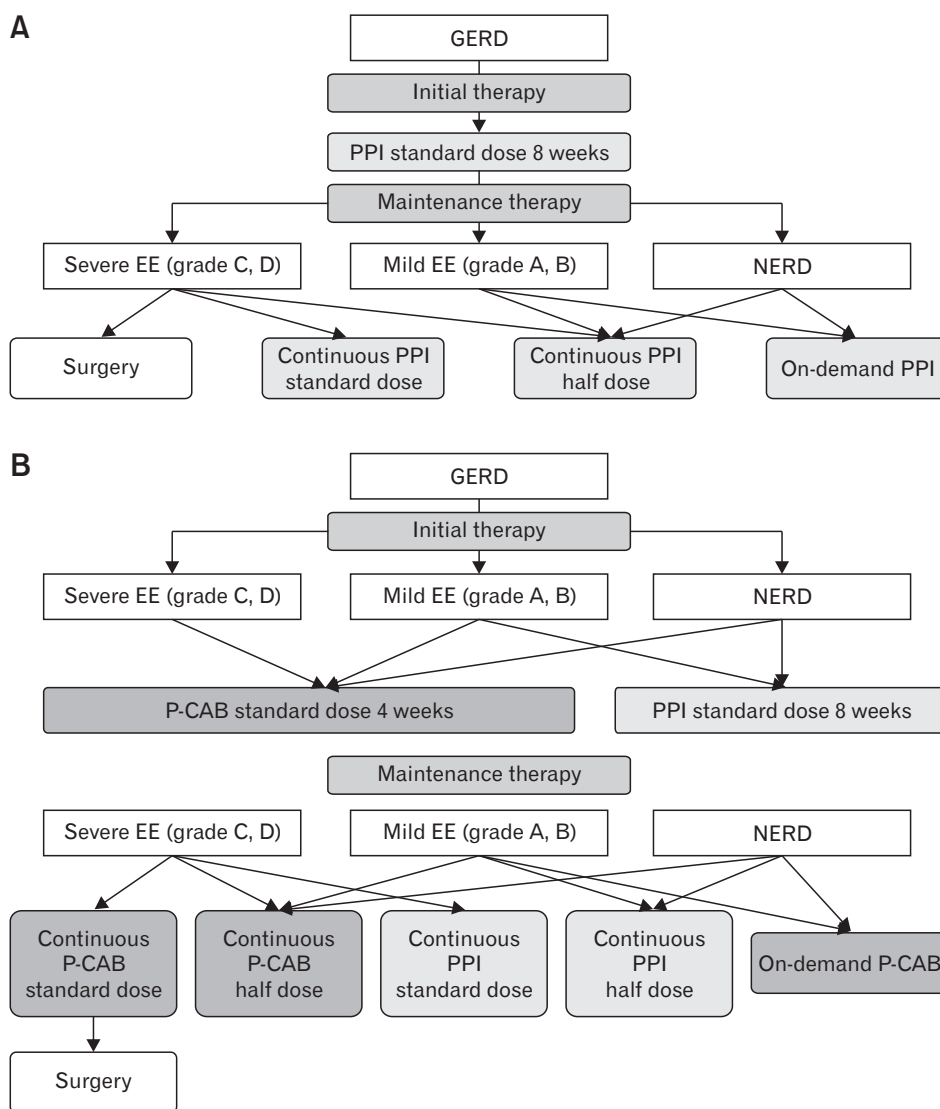 A
GERD
Initial therapy
PPI standard dose 8 weeks
Maintenance therapy
Severe EE (grade C, D)
Mild EE (grade A, B)
NERD
Surgery
Continuous PPI
standard dose
Continuous PPI
half dose
On-demand PPI
B
GERD
Initial therapy
Severe EE (grade C, D)
Mild EE (grade A, B)
NERD
P-CAB standard dose 4 weeks
PPI standard dose 8 weeks
Maintenance therapy
Severe EE (grade C, D)
Mild EE (grade A, B)
NERD
Continuous
P-CAB
standard dose
Continuous
P-CAB
half dose
Continuous
PPI
standard dose
Continuous
PPI
half dose
On-demand P-CAB
Surgery